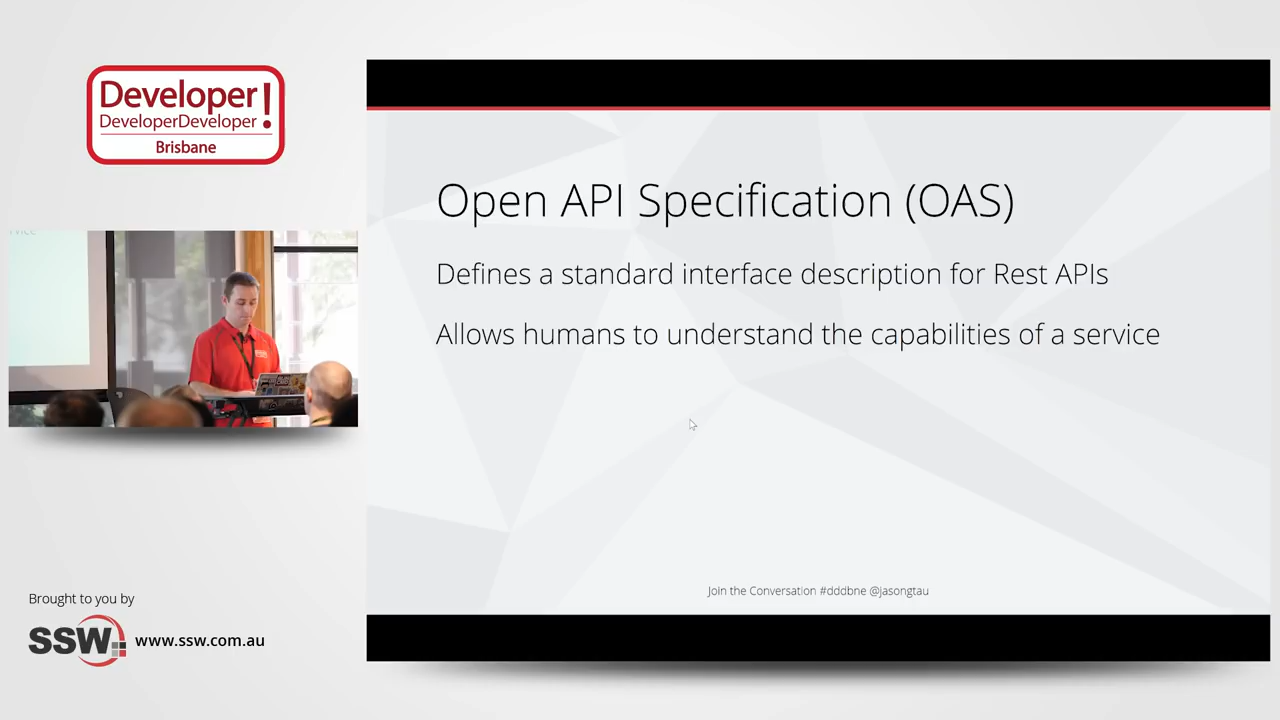 Developer!
DeveloperDeveloper
Brisbane
Open API Specification (OAS)
Defines a standard interface description for Rest APIs
Allows humans to understand the capabilities of a service
Join the Conversation #dddbne @jasongtau
Brought to you by
SSW
www.ssw.com.au